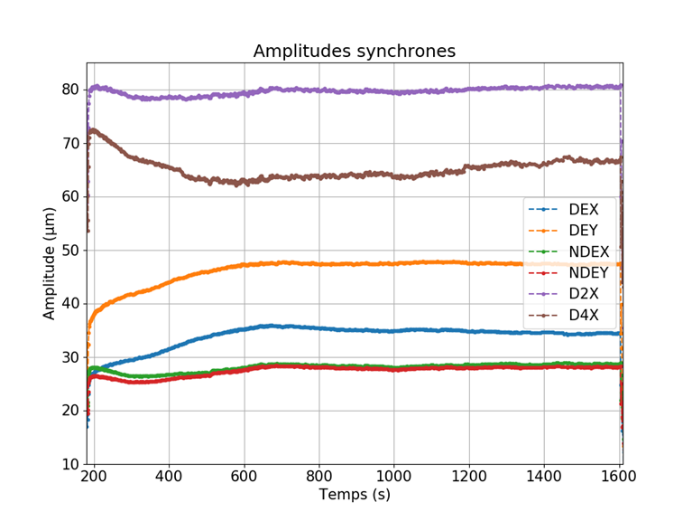 Amplitudes synchrones
Amplitude (μm)
80
70
60
50
40
30
20
10
200 400 600 800 1000 1200 1400 1600
Temps (s)
DEX
DEY
NDEX
NDEY
D2X
D4X